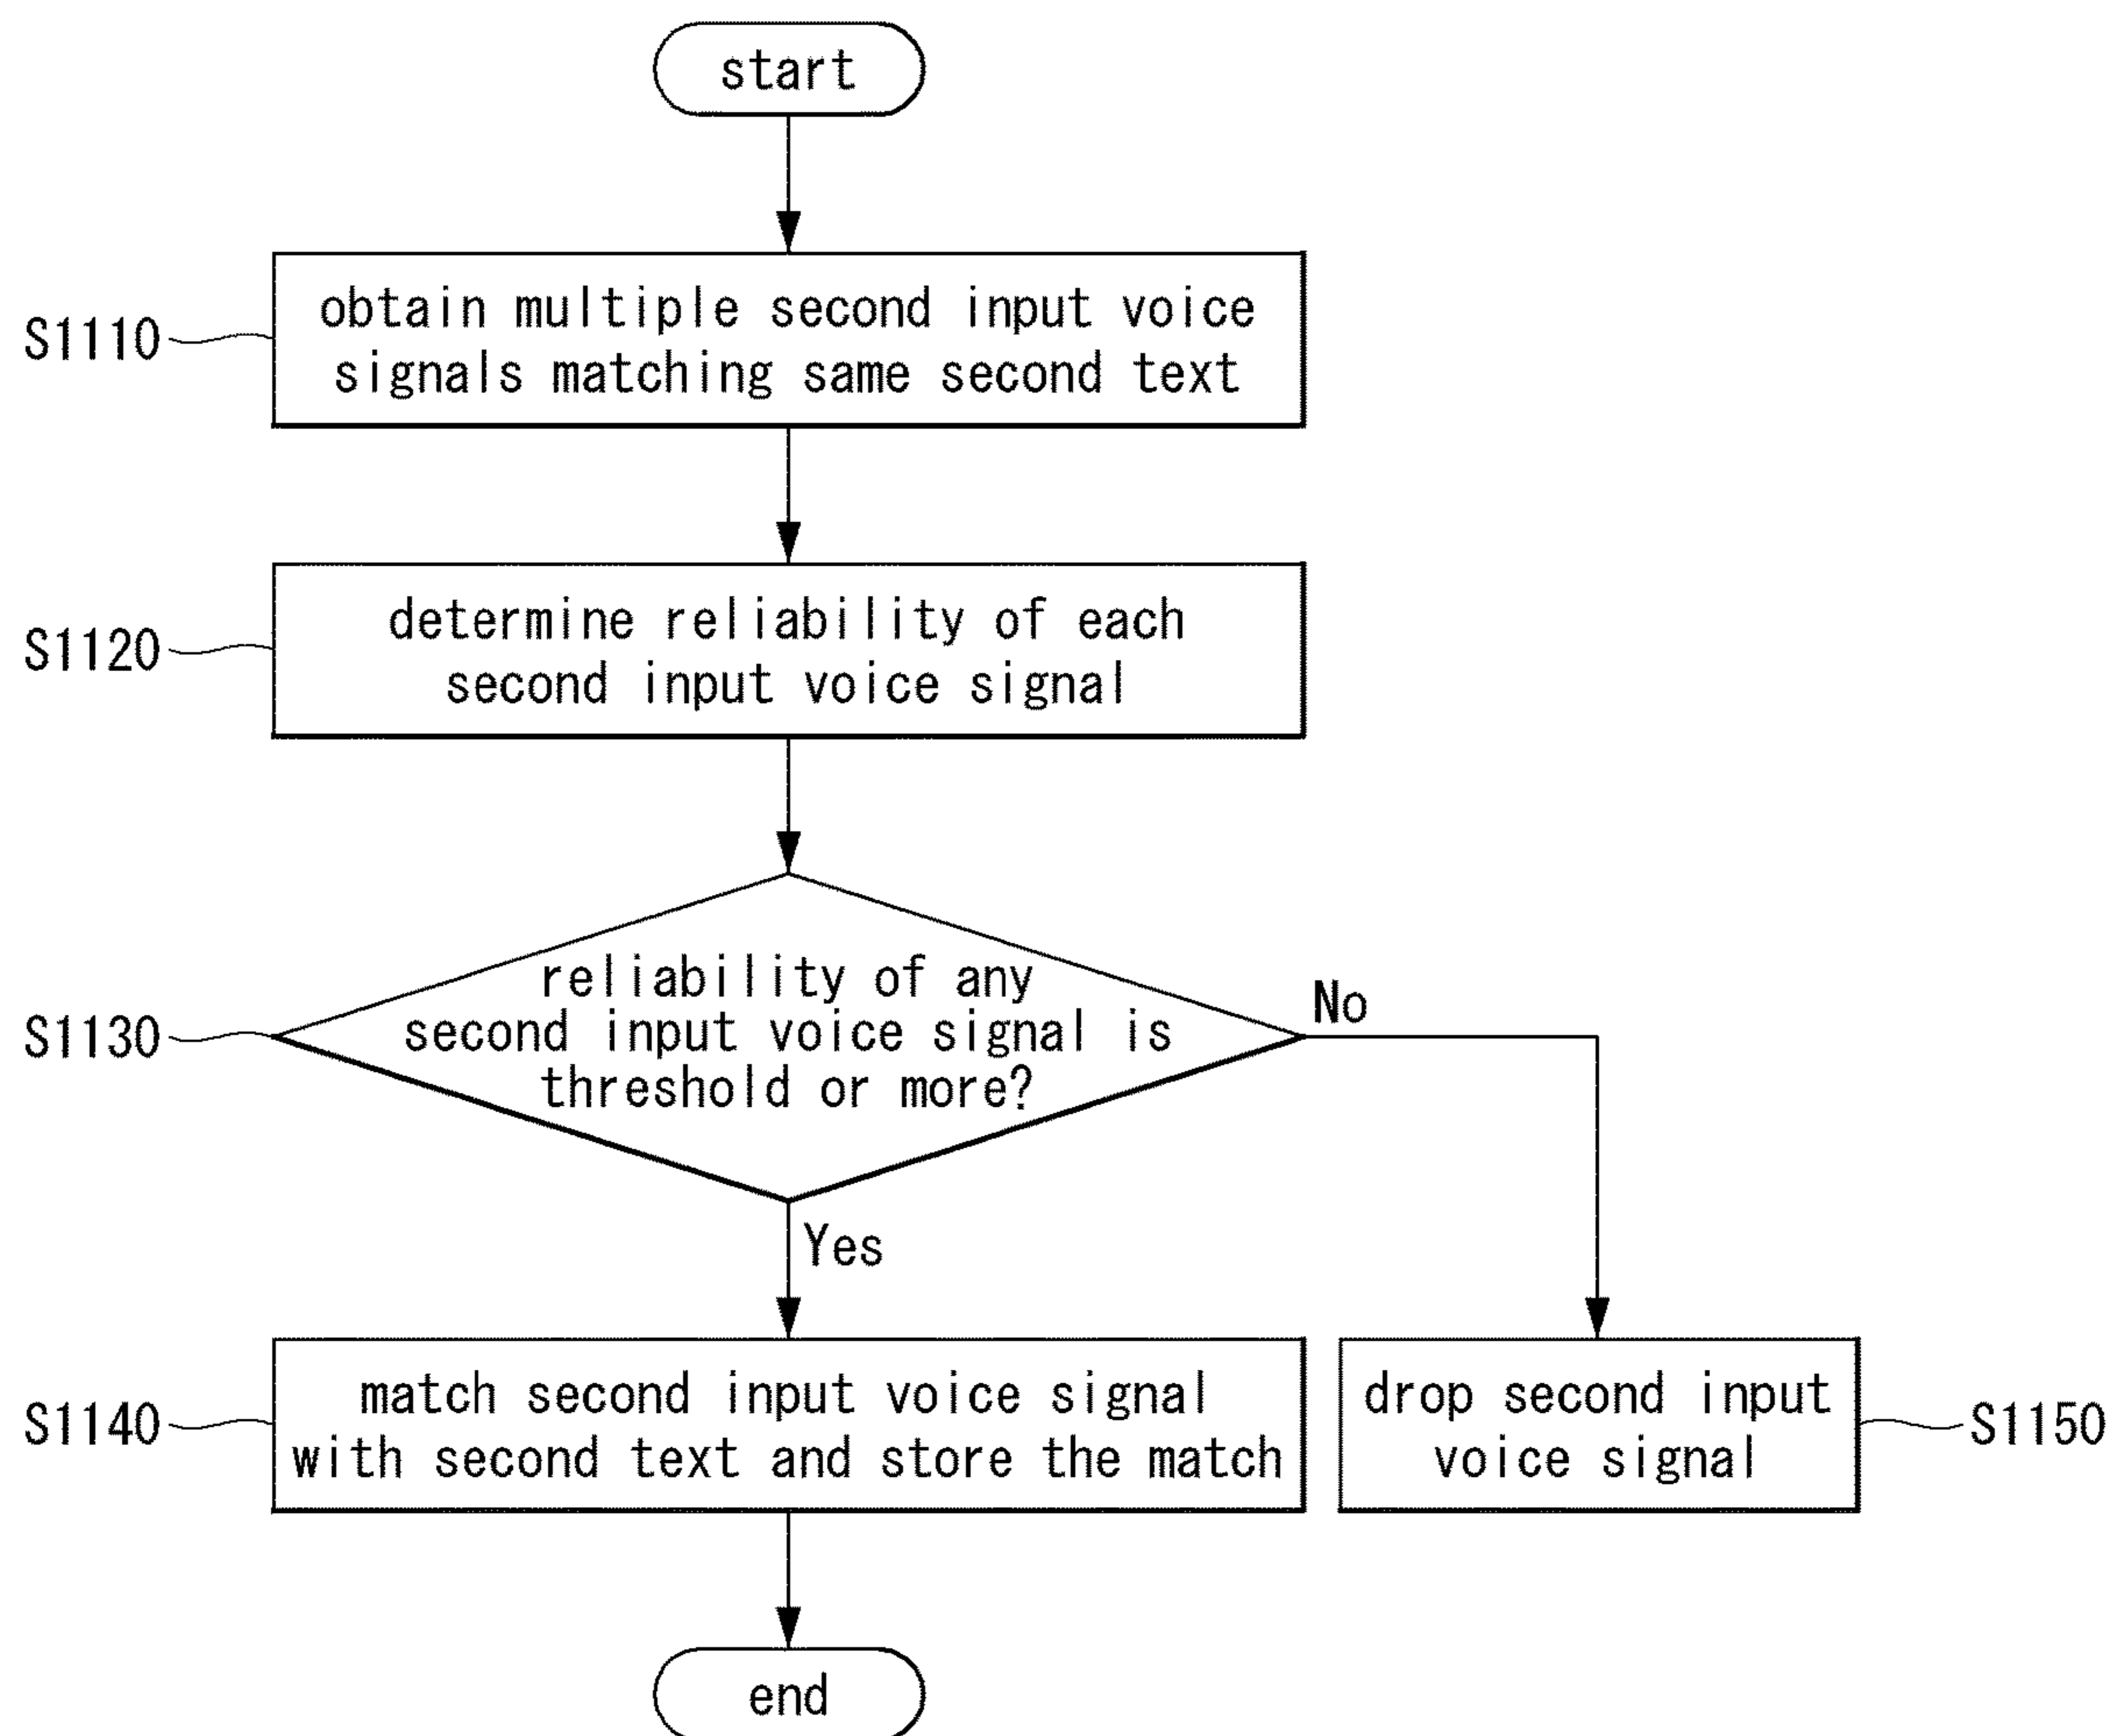 start
S1110
obtain multiple second input voice
signals matching same second text
S1120
determine reliability of each
second input voice signal
S1130
reliability of any
second input voice signal is
threshold or more?
No
Yes
S1140
match second input voice signal
with second text and store the match
drop second input
voice signal
S1150
end